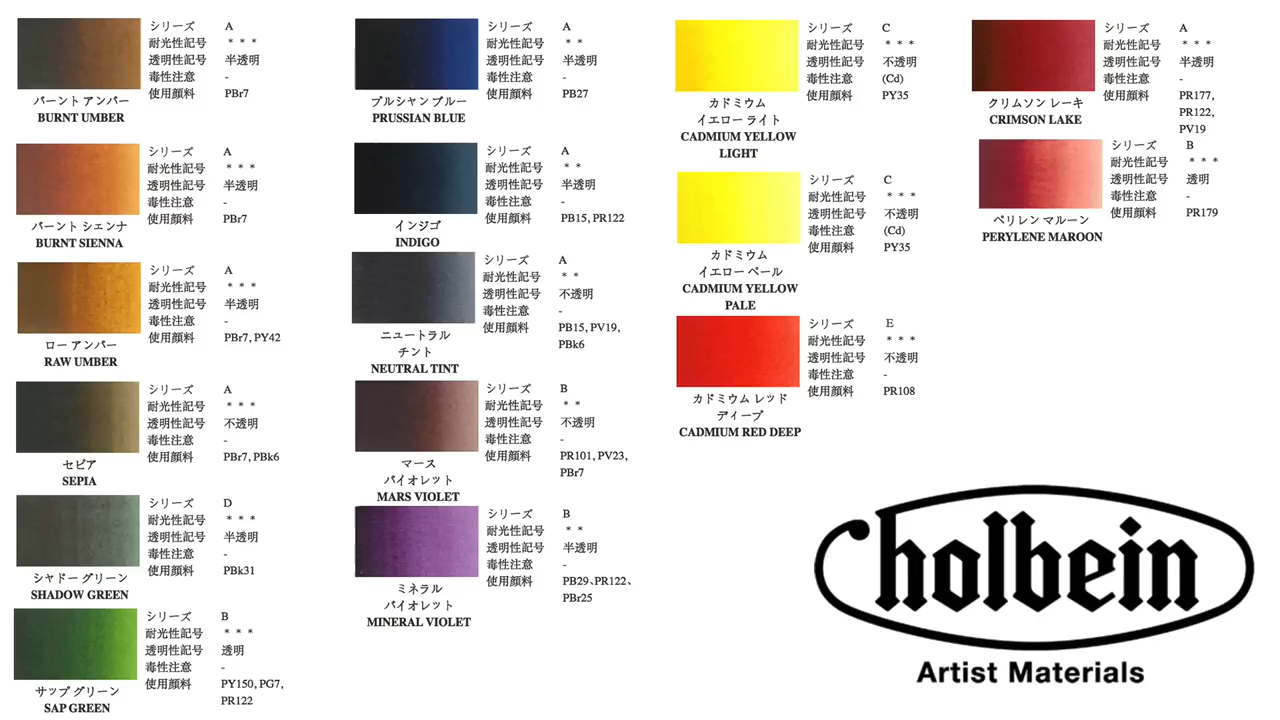 シリーズ A
耐光性記号 ***
透明性記号 半透明
毒性注意 -
使用顔料 PBr7
バーント アンバー
BURNT UMBER
シリーズ A
耐光性記号 ***
透明性記号 半透明
毒性注意 -
使用顔料 PBr7
バーント シェンナ
BURNT SIENNA
シリーズ A
耐光性記号 ***
透明性記号 半透明
毒性注意 -
使用顔料 PBr7, PY42
ロー アンバー
RAW UMBER
シリーズ A
耐光性記号 ***
透明性記号 不透明
毒性注意 -
使用顔料 PBr7, PBk6
セピア
SEPIA
シリーズ D
耐光性記号 ***
透明性記号 半透明
毒性注意 -
使用顔料 PBk31
シャドー グリーン
SHADOW GREEN
シリーズ B
耐光性記号 ***
透明性記号 透明
毒性注意 -
使用顔料 PY150, PG7,
PR122
サップ グリーン
SAP GREEN
シリーズ A
耐光性記号 **
透明性記号 半透明
毒性注意 -
使用顔料 PB27
プルシャン ブルー
PRUSSIAN BLUE
シリーズ A
耐光性記号 **
透明性記号 半透明
毒性注意 -
使用顔料 PB15, PR122
インジゴ
INDIGO
シリーズ A
耐光性記号 **
透明性記号 不透明
毒性注意 -
使用顔料 PB15, PV19,
PBk6
ニュートラル
チント
NEUTRAL TINT
シリーズ B
耐光性記号 **
透明性記号 不透明
毒性注意 -
使用顔料 PR101, PV23,
PBr7
マース
バイオレット
MARS VIOLET
シリーズ B
耐光性記号 **
透明性記号 半透明
毒性注意 -
使用顔料 PB29、PR122、
PBr25
ミネラル
バイオレット
MINERAL VIOLET
シリーズ C
耐光性記号 ***
透明性記号 不透明
毒性注意 (Cd)
使用顔料 PY35
カドミウム
イエロー ライト
CADMIUM YELLOW
LIGHT
シリーズ C
耐光性記号 ***
透明性記号 不透明
毒性注意 (Cd)
使用顔料 PY35
カドミウム
イエロー ペール
CADMIUM YELLOW
PALE
シリーズ E
耐光性記号 ***
透明性記号 不透明
毒性注意 -
使用顔料 PR108
カドミウム レッド
ディープ
CADMIUM RED DEEP
シリーズ A
耐光性記号 ***
透明性記号 半透明
毒性注意 -
使用顔料 PR177,
PR122,
PV19
クリムソン レーキ
CRIMSON LAKE
シリーズ B
耐光性記号 ***
透明性記号 透明
毒性注意 -
使用顔料 PR179
ペリレン マルーン
PERYLENE MAROON
holbein
Artist Materials